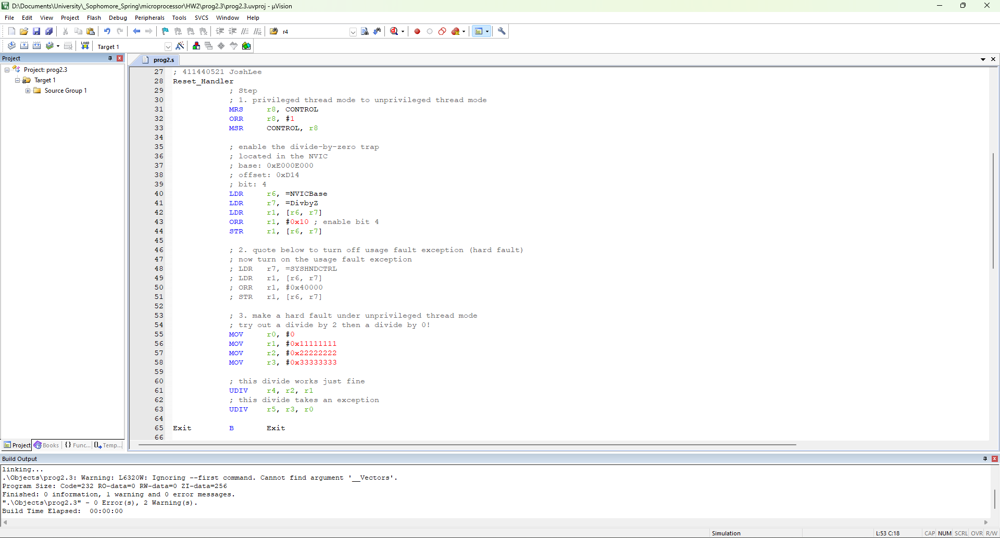 D:\Documents\University\_Sophomore_Spring\microprocessor\HW2\prog2.3\prog2.3.uvproj - µVision
File Edit View Project Flash Debug Peripherals Tools SVCS Window Help
r4
LOAD
Target 1
Project
prog2.s
Project: prog2.3
Target 1
Source Group 1
27 ; 411440521 JoshLee
28 Reset_Handler
29 ; Step
30 ; 1. privileged thread mode to unprivileged thread mode
31 MRS r8, CONTROL
32 ORR r8, #1
33 MSR CONTROL, r8
34
35 ; enable the divide-by-zero trap
36 ; located in the NVIC
37 ; base: 0xE000E000
38 ; offset: 0xD14
39 ; bit: 4
40 LDR r6, =NVICBase
41 LDR r7, =DivbyZ
42 LDR r1, [r6, r7]
43 ORR r1, #0x10 ; enable bit 4
44 STR r1, [r6, r7]
45
46 ; 2. quote below to turn off usage fault exception (hard fault)
47 ; now turn on the usage fault exception
48 ; LDR r7, =SYSHNDCTRL
49 ; LDR r1, [r6, r7]
50 ; ORR r1, #0x40000
51 ; STR r1, [r6, r7]
52
53 ; 3. make a hard fault under unprivileged thread mode
54 ; try out a divide by 2 then a divide by 0!
55 MOV r0, #0
56 MOV r1, #0x11111111
57 MOV r2, #0x22222222
58 MOV r3, #0x33333333
59
60 ; this divide works just fine
61 UDIV r4, r2, r1
62 ; this divide takes an exception
63 UDIV r5, r3, r0
64
65 Exit B Exit
66
Project Books {} Func... Temp...
Build Output
linking...
.\Objects\prog2.3: Warning: L6320W: Ignoring --first command. Cannot find argument '__Vectors'.
Program Size: Code=232 RO-data=0 RW-data=0 ZI-data=256
Finished: 0 information, 1 warning and 0 error messages.
".\Objects\prog2.3" - 0 Error(s), 2 Warning(s).
Build Time Elapsed:  00:00:00
Simulation L:53 C:18 CAP NUM SCRL OVR R/W